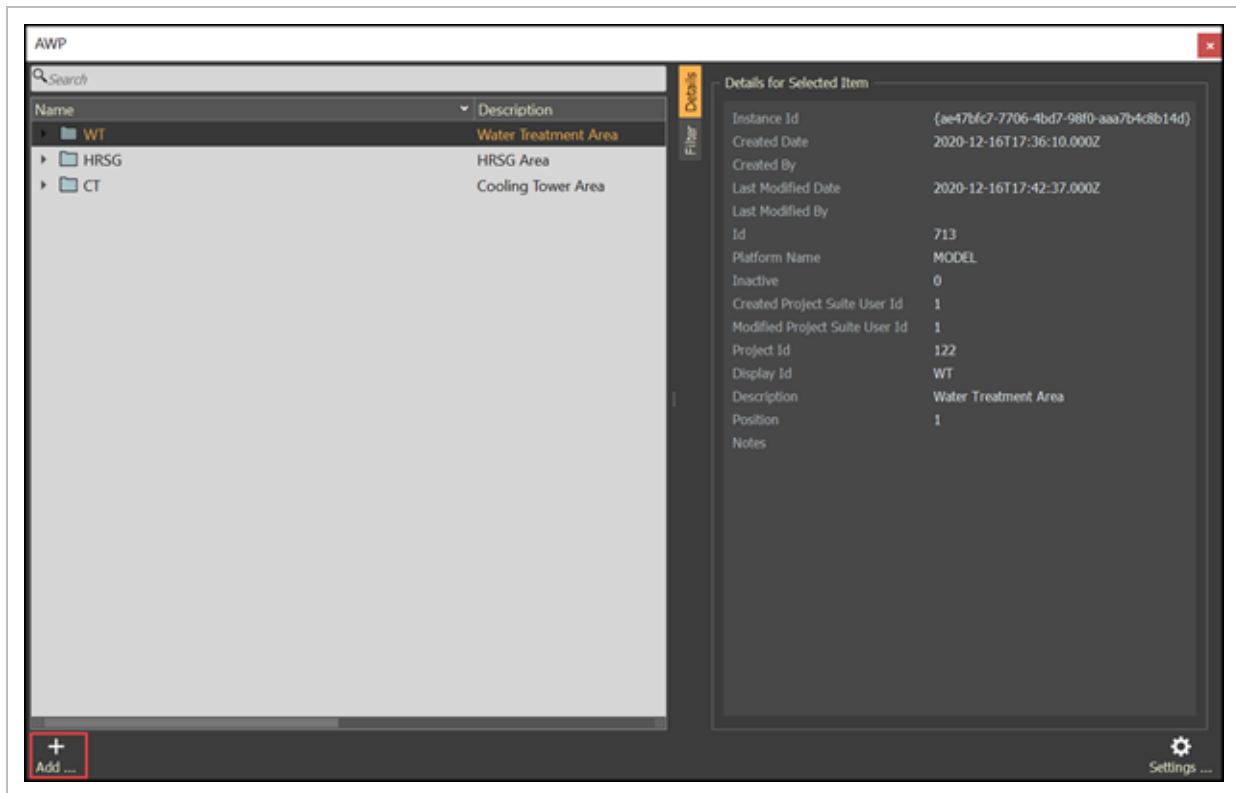 AWP
Search
Name Description
WT Water Treatment Area
HRSG HRSG Area
CT Cooling Tower Area
Details
Filter
Details for Selected Item
Instance Id {ae47bfc7-7706-4bd7-98f0-aaa7b4c8b14d}
Created Date 2020-12-16T17:36:10.000Z
Created By
Last Modified Date 2020-12-16T17:42:37.000Z
Last Modified By
Id 713
Platform Name MODEL
Inactive 0
Created Project Suite User Id 1
Modified Project Suite User Id 1
Project Id 122
Display Id WT
Description Water Treatment Area
Position 1
Notes
Add ...
Settings ...